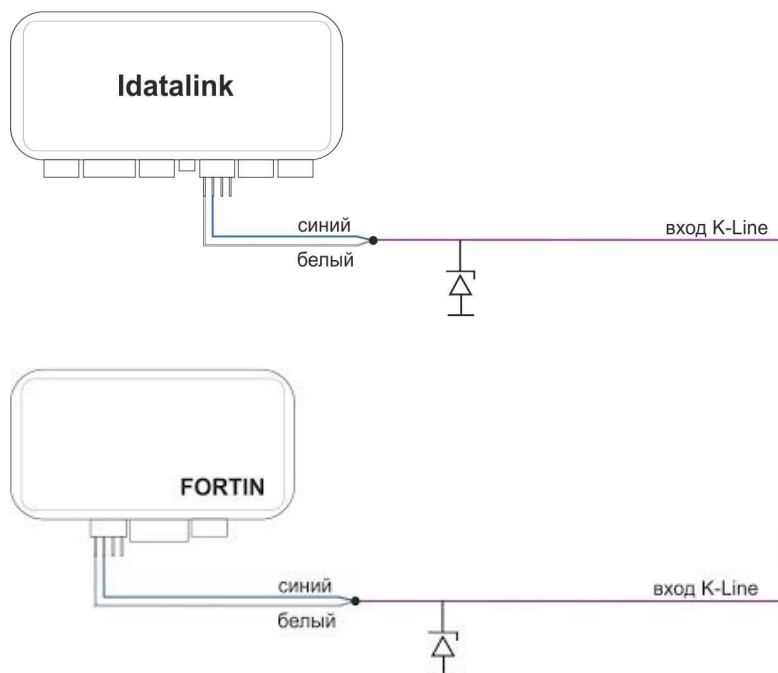 Idatalink
синий
вход K-Line
белый
FORTIN
синий
вход K-Line
белый